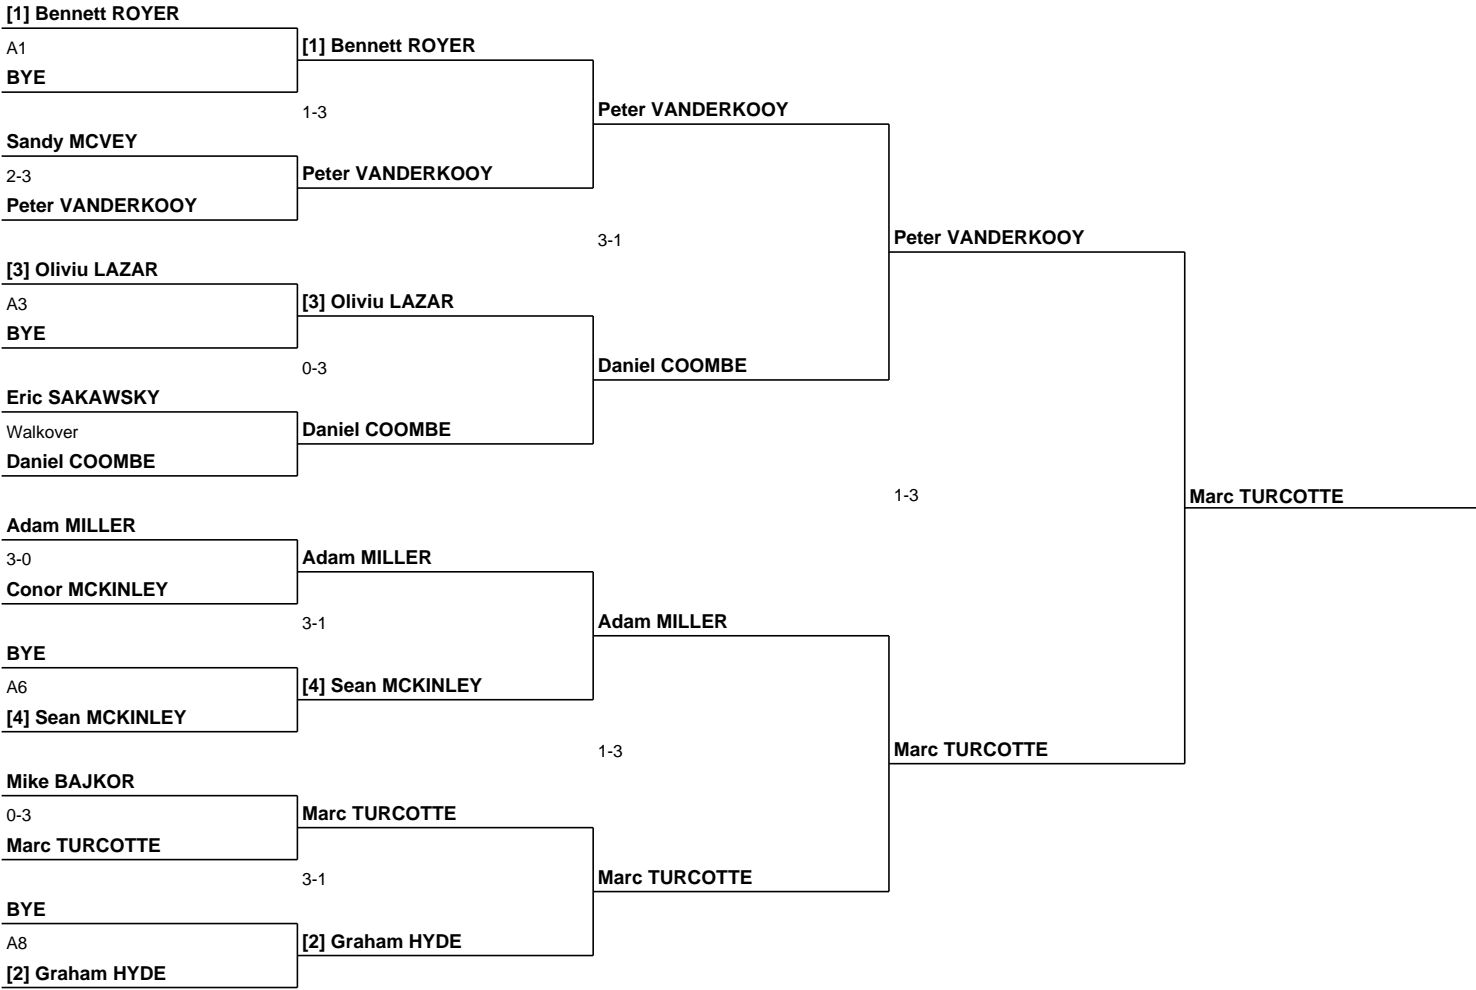 [1] Bennett ROYER
A1
[1] Bennett ROYER
BYE
1-3
Peter VANDERKOOY
Sandy MCVEY
2-3
Peter VANDERKOOY
Peter VANDERKOOY
3-1
Peter VANDERKOOY
[3] Oliviu LAZAR
A3
[3] Oliviu LAZAR
BYE
0-3
Daniel COOMBE
Eric SAKAWSKY
Walkover
Daniel COOMBE
Daniel COOMBE
1-3
Marc TURCOTTE
Adam MILLER
3-0
Adam MILLER
Conor MCKINLEY
3-1
Adam MILLER
BYE
A6
[4] Sean MCKINLEY
[4] Sean MCKINLEY
1-3
Marc TURCOTTE
Mike BAJKOR
0-3
Marc TURCOTTE
Marc TURCOTTE
3-1
Marc TURCOTTE
BYE
A8
[2] Graham HYDE
[2] Graham HYDE